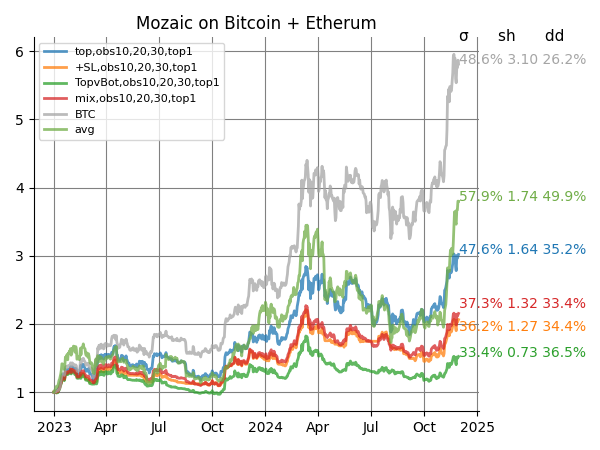 Mozaic on Bitcoin + Etherum
σ sh dd
top,obs10,20,30,top1
+SL,obs10,20,30,top1
TopvBot,obs10,20,30,top1
mix,obs10,20,30,top1
BTC
avg
48.6% 3.10 26.2%
57.9% 1.74 49.9%
47.6% 1.64 35.2%
37.3% 1.32 33.4%
36.2% 1.27 34.4%
33.4% 0.73 36.5%
6
5
4
3
2
1
2023 Apr Jul Oct 2024 Apr Jul Oct 2025